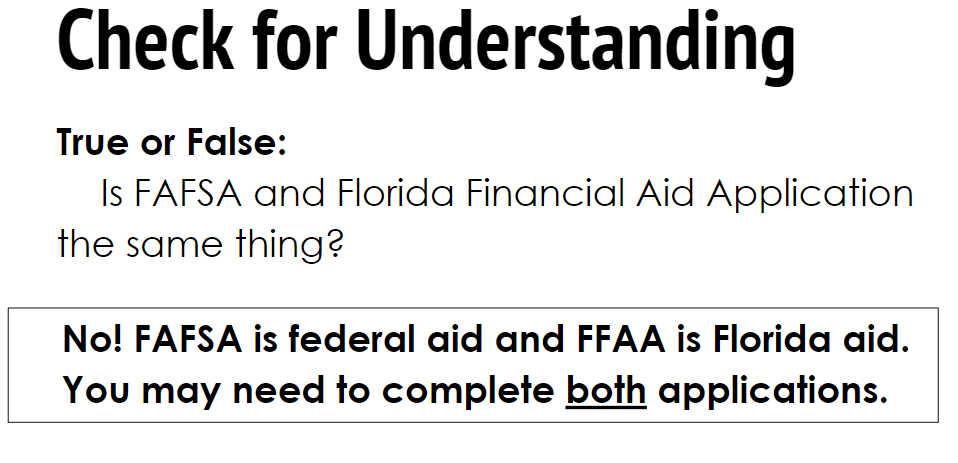 Check for Understanding
True or False:
Is FAFSA and Florida Financial Aid Application
the same thing?
No! FAFSA is federal aid and FFAA is Florida aid.
You may need to complete both applications.